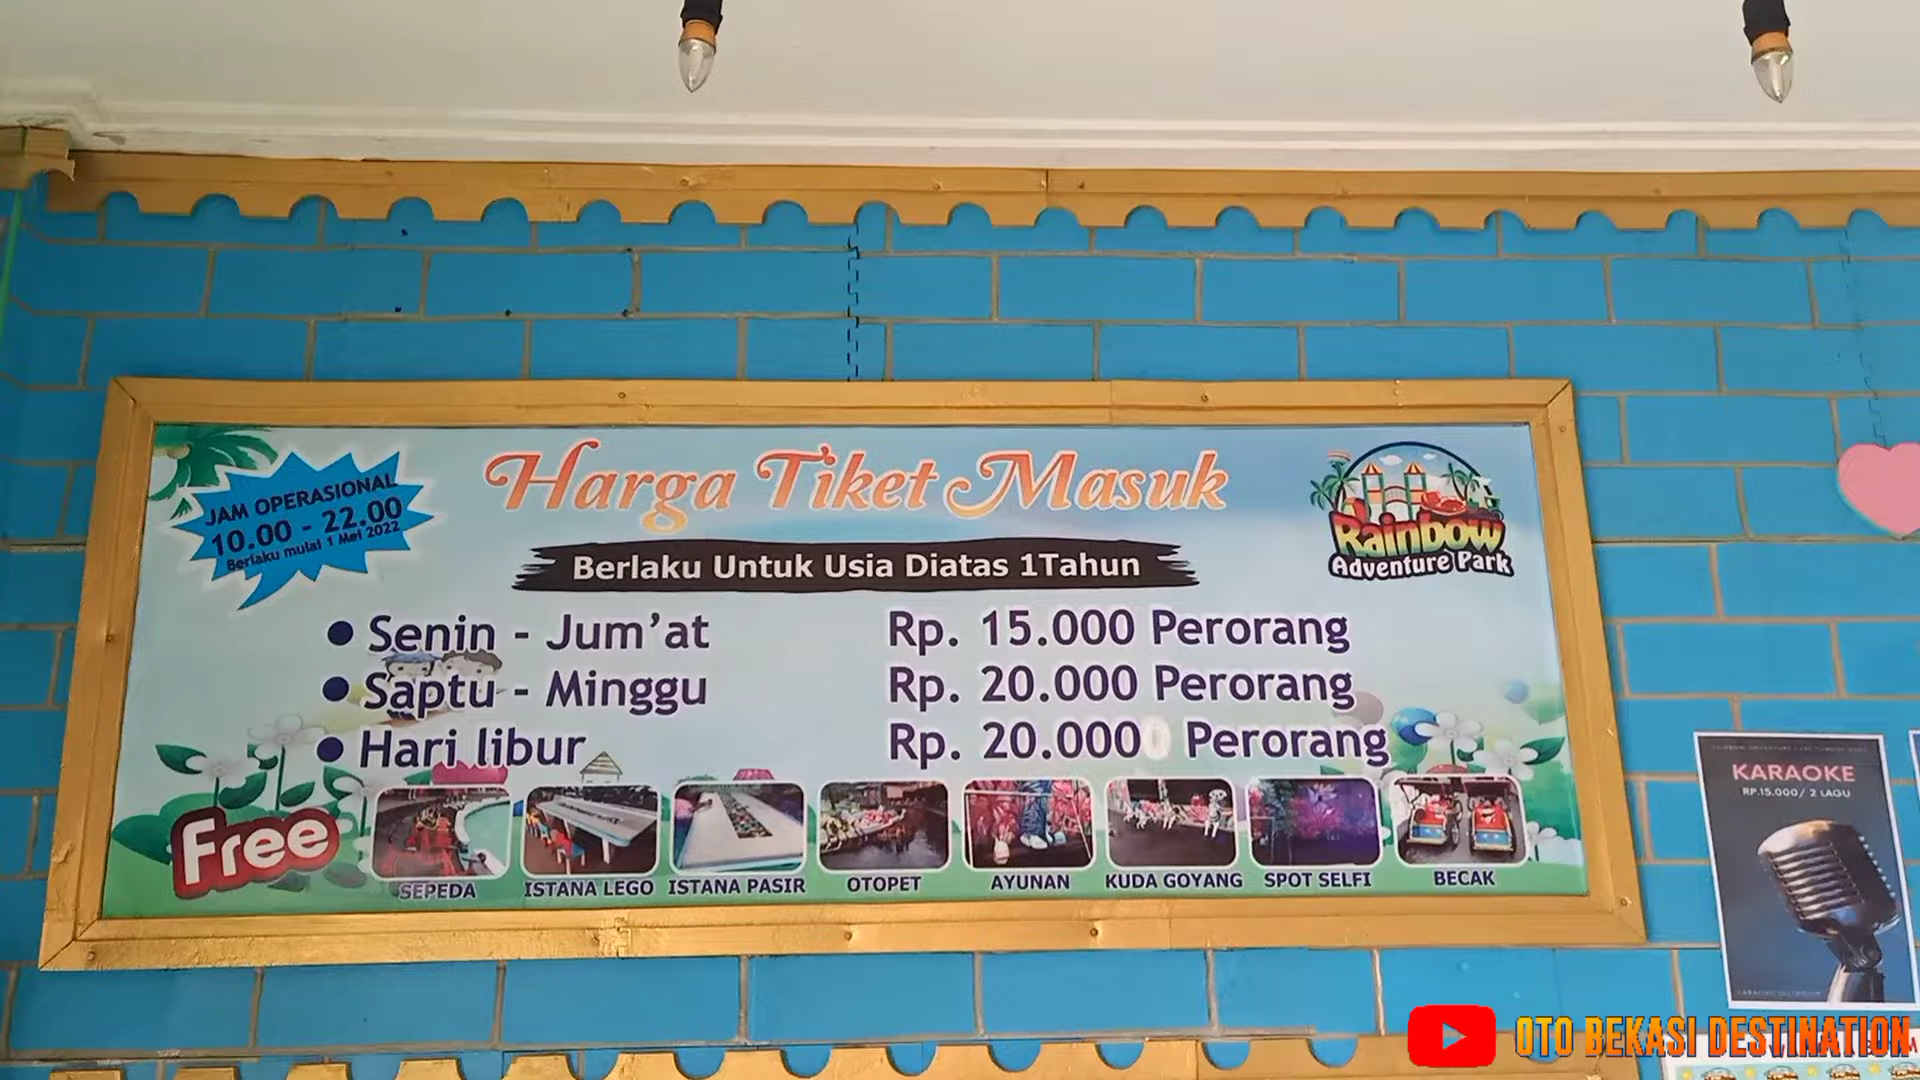 Harga Tiket Masuk
JAM OPERASIONAL
10.00 - 22.00
Berlaku mulai 1 Mei 2022
Rainbow
Adventure Park
Berlaku Untuk Usia Diatas 1Tahun
Senin - Jum'at Rp. 15.000 Perorang
Saptu - Minggu Rp. 20.000 Perorang
Hari libur Rp. 20.000 Perorang
Free
SEPEDA ISTANA LEGO ISTANA PASIR OTOPET AYUNAN KUDA GOYANG SPOT SELFI BECAK
KARAOKE
RP.15.000/ 2 LAGU
OTO BEKASI DESTINATION